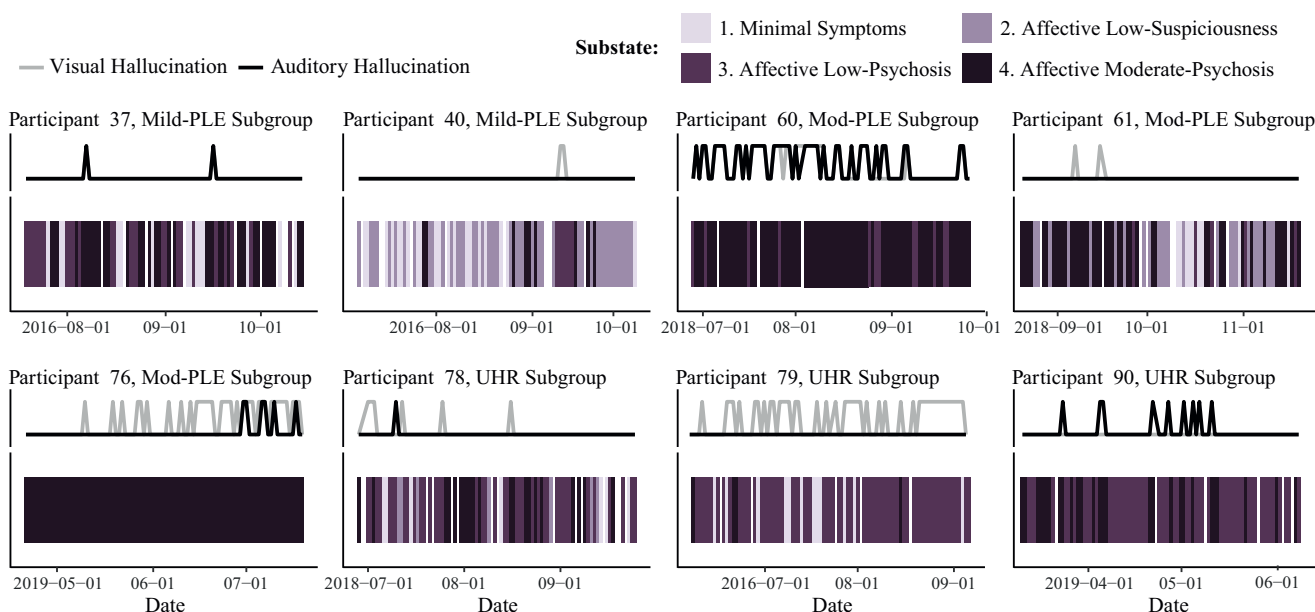 Visual Hallucination Auditory Hallucination
Substate:
1. Minimal Symptoms 2. Affective Low-Suspiciousness
3. Affective Low-Psychosis 4. Affective Moderate-Psychosis
Participant 37, Mild-PLE Subgroup
2016-08-01 09-01 10-01
Participant 40, Mild-PLE Subgroup
2016-08-01 09-01 10-01
Participant 60, Mod-PLE Subgroup
2018-07-01 08-01 09-01 10-01
Participant 61, Mod-PLE Subgroup
2018-09-01 10-01 11-01
Participant 76, Mod-PLE Subgroup
2019-05-01 06-01 07-01
Date
Participant 78, UHR Subgroup
2018-07-01 08-01 09-01
Date
Participant 79, UHR Subgroup
2016-07-01 08-01 09-01
Date
Participant 90, UHR Subgroup
2019-04-01 05-01 06-01
Date